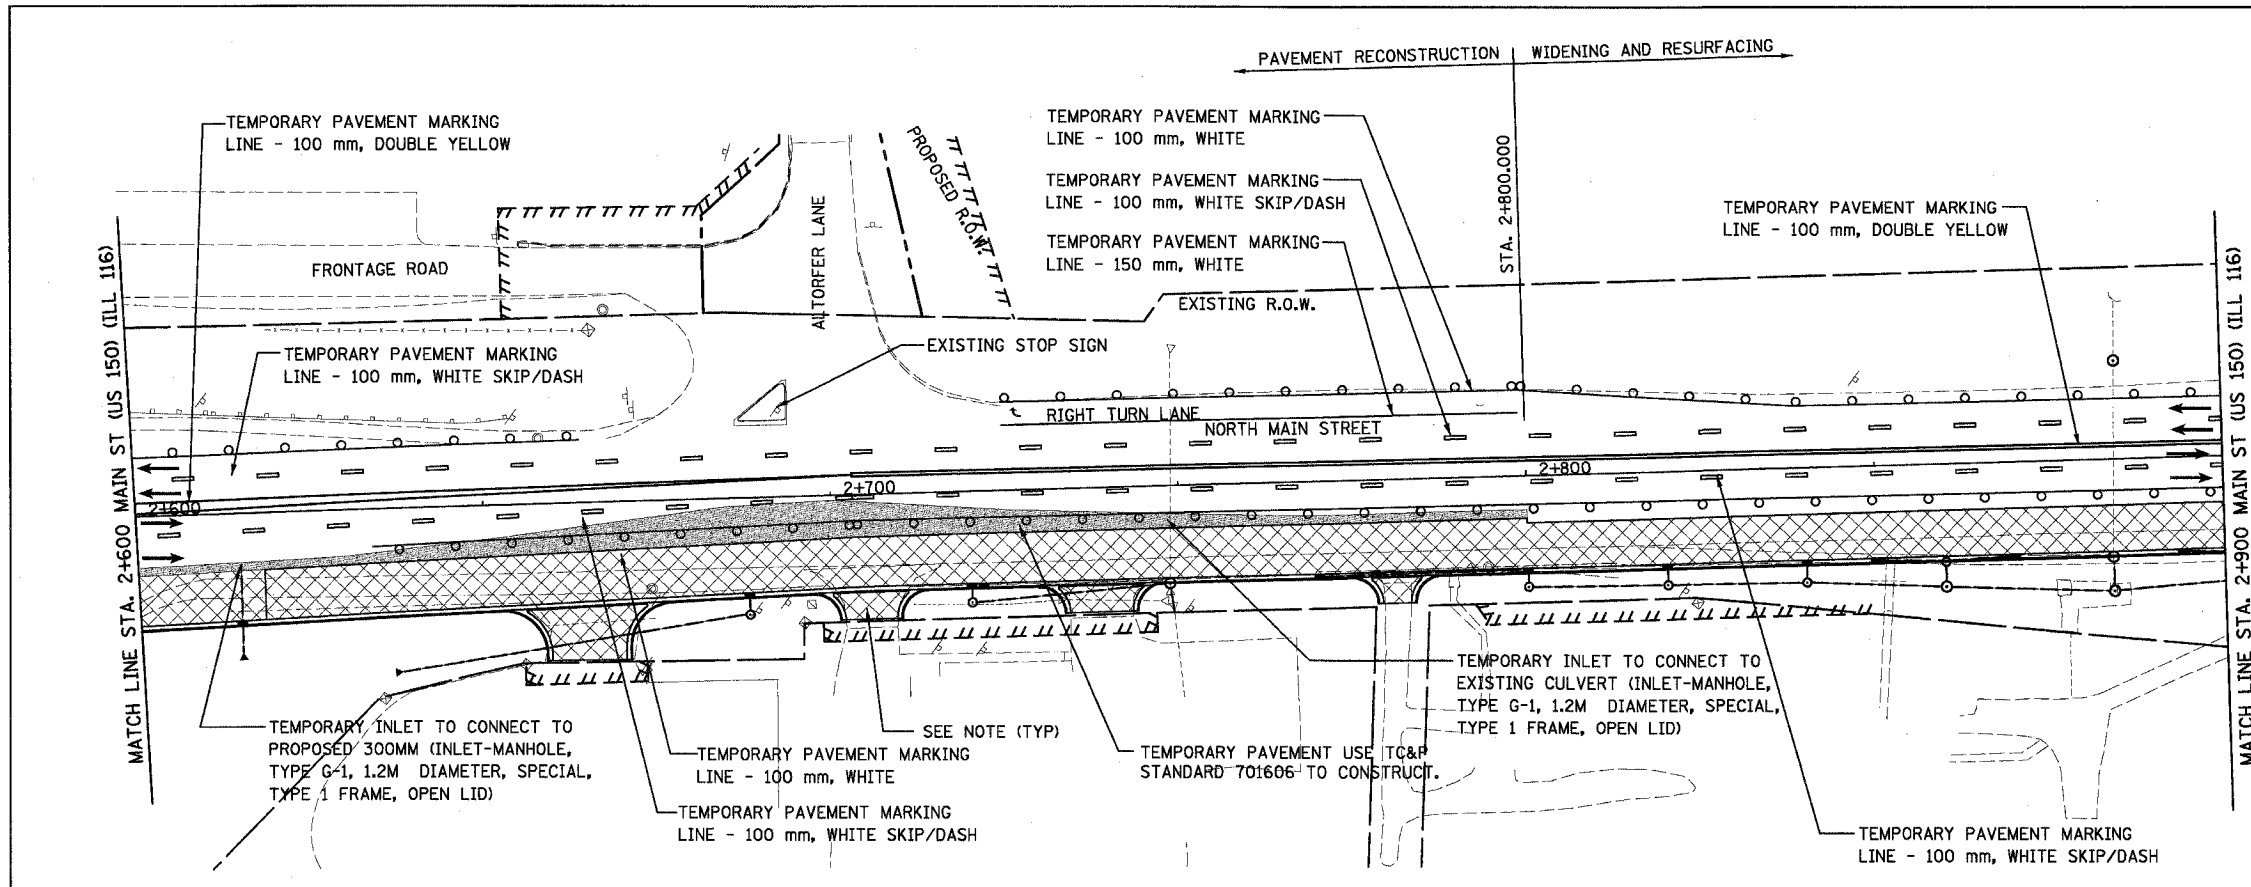 PAVEMENT RECONSTRUCTION
WIDENING AND RESURFACING
TEMPORARY PAVEMENT MARKING
LINE - 100 mm, DOUBLE YELLOW
TEMPORARY PAVEMENT MARKING
LINE - 100 mm, WHITE
TEMPORARY PAVEMENT MARKING
LINE - 100 mm, WHITE SKIP/DASH
TEMPORARY PAVEMENT MARKING
LINE - 150 mm, WHITE
PROPOSED R.O.W.
STA. 2+800.000
TEMPORARY PAVEMENT MARKING
LINE - 100 mm, DOUBLE YELLOW
FRONTAGE ROAD
ALTORFER LANE
EXISTING R.O.W.
TEMPORARY PAVEMENT MARKING
LINE - 100 mm, WHITE SKIP/DASH
EXISTING STOP SIGN
RIGHT TURN LANE
NORTH MAIN STREET
2+600
2+700
2+800
MATCH LINE STA. 2+600 MAIN ST (US 150) (ILL 116)
MATCH LINE STA. 2+900 MAIN ST (US 150) (ILL 116)
TEMPORARY INLET TO CONNECT TO
PROPOSED 300MM (INLET-MANHOLE,
TYPE G-1, 1.2M DIAMETER, SPECIAL,
TYPE 1 FRAME, OPEN LID)
SEE NOTE (TYP)
TEMPORARY PAVEMENT MARKING
LINE - 100 mm, WHITE
TEMPORARY PAVEMENT MARKING
LINE - 100 mm, WHITE SKIP/DASH
TEMPORARY PAVEMENT USE TC&P
STANDARD 701606 TO CONSTRUCT.
TEMPORARY INLET TO CONNECT TO
EXISTING CULVERT (INLET-MANHOLE,
TYPE G-1, 1.2M DIAMETER, SPECIAL,
TYPE 1 FRAME, OPEN LID)
TEMPORARY PAVEMENT MARKING
LINE - 100 mm, WHITE SKIP/DASH